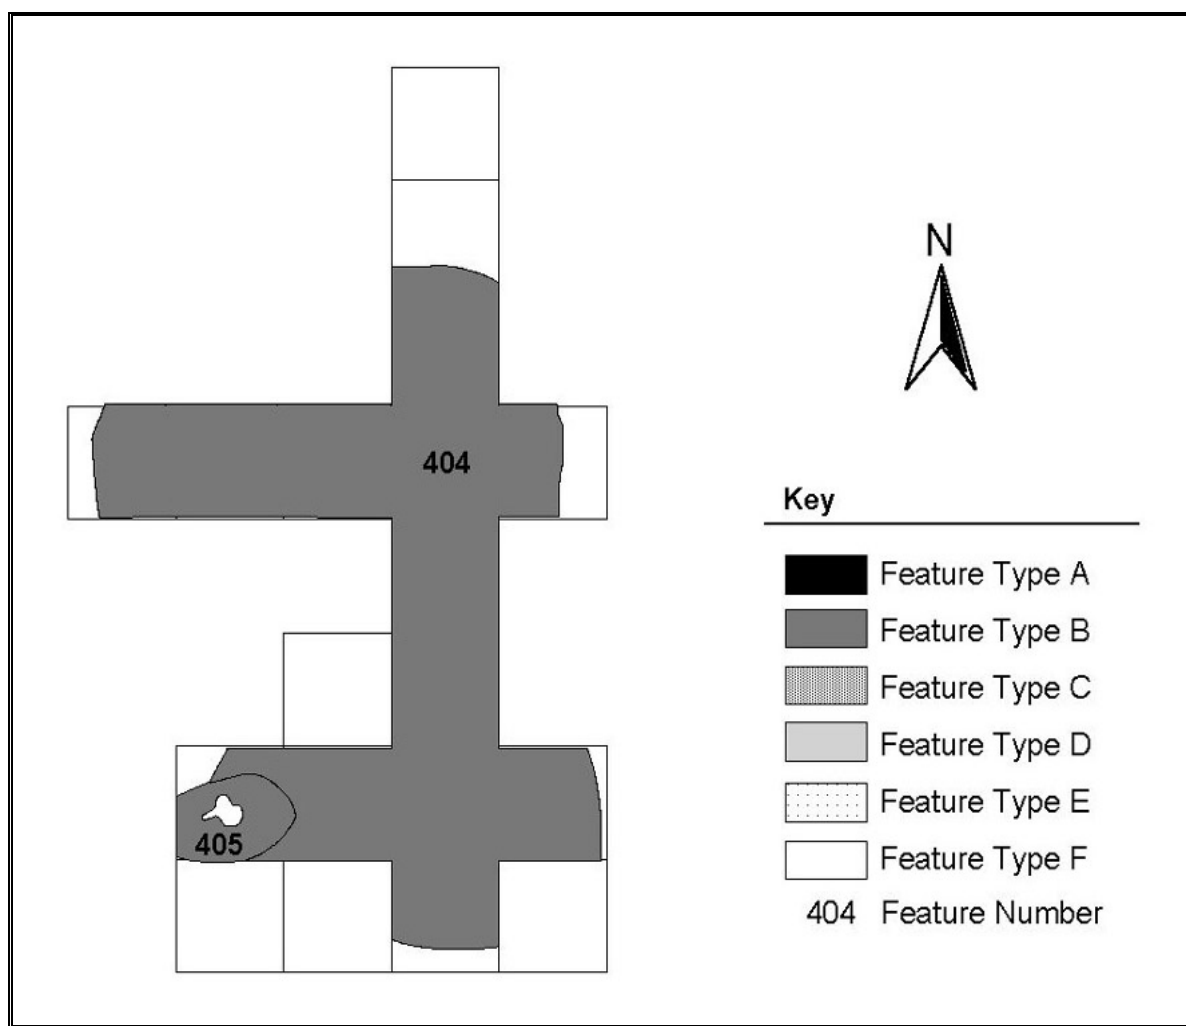 N
404
405
Key
Feature Type A
Feature Type B
Feature Type C
Feature Type D
Feature Type E
Feature Type F
404 Feature Number